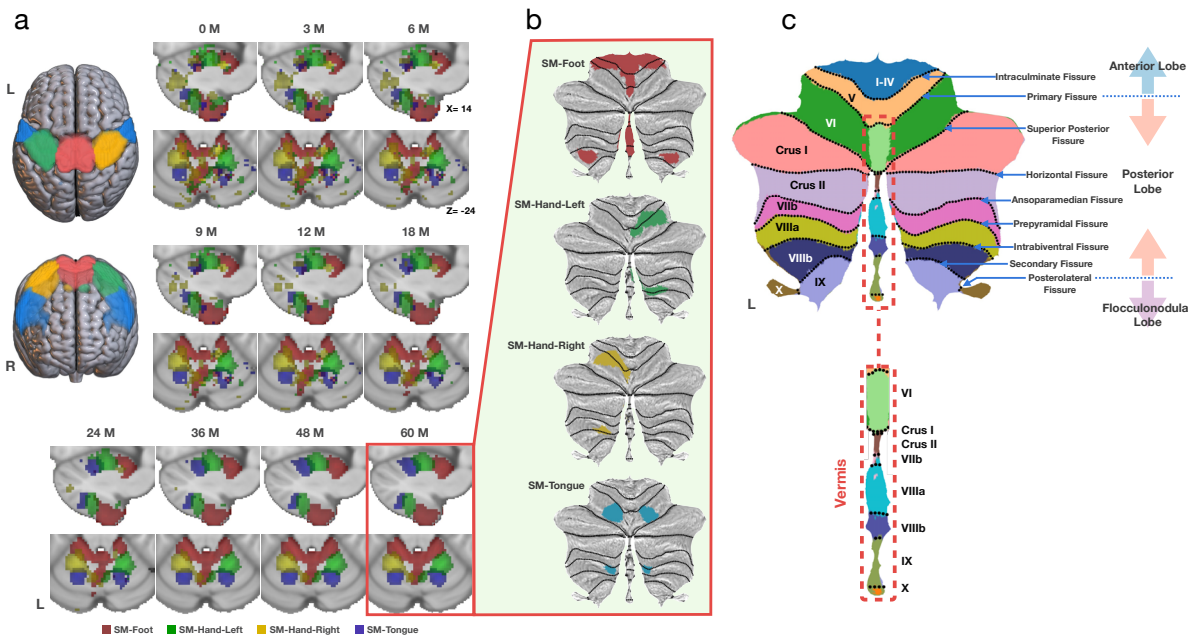 a
0 M
3 M
6 M
L
X= 14
Z= -24
9 M
12 M
18 M
R
24 M
36 M
48 M
60 M
L
SM-Foot
SM-Hand-Left
SM-Hand-Right
SM-Tongue
b
SM-Foot
SM-Hand-Left
SM-Hand-Right
SM-Tongue
c
I-IV
V
VI
Crus I
Crus II
VIIb
VIIIa
VIIIb
IX
X
L
Intraculminate Fissure
Primary Fissure
Superior Posterior
Fissure
Horizontal Fissure
Ansoparamedian Fissure
Prepyramidal Fissure
Intrabiventral Fissure
Secondary Fissure
Posterolateral
Fissure
Anterior Lobe
Posterior
Lobe
Flocculonodula
Lobe
Vermis
VI
Crus I
Crus II
VIIb
VIIIa
VIIIb
IX
X